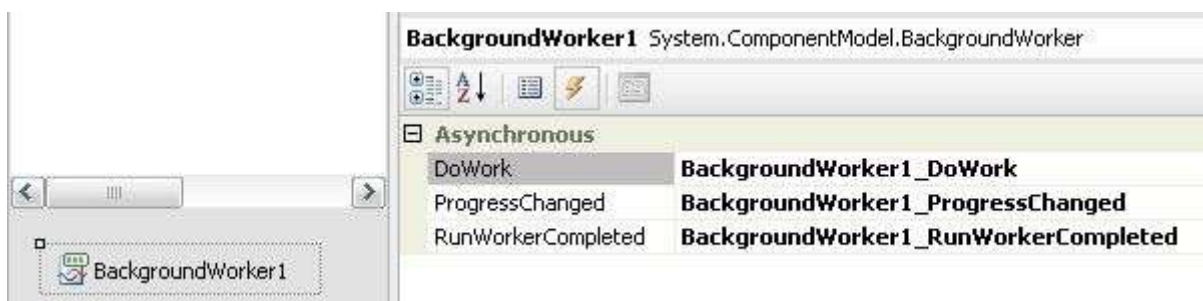 BackgroundWorker1 System.ComponentModel.BackgroundWorker
A
Z
Asynchronous
DoWork BackgroundWorker1_DoWork
ProgressChanged BackgroundWorker1_ProgressChanged
RunWorkerCompleted BackgroundWorker1_RunWorkerCompleted
BackgroundWorker1